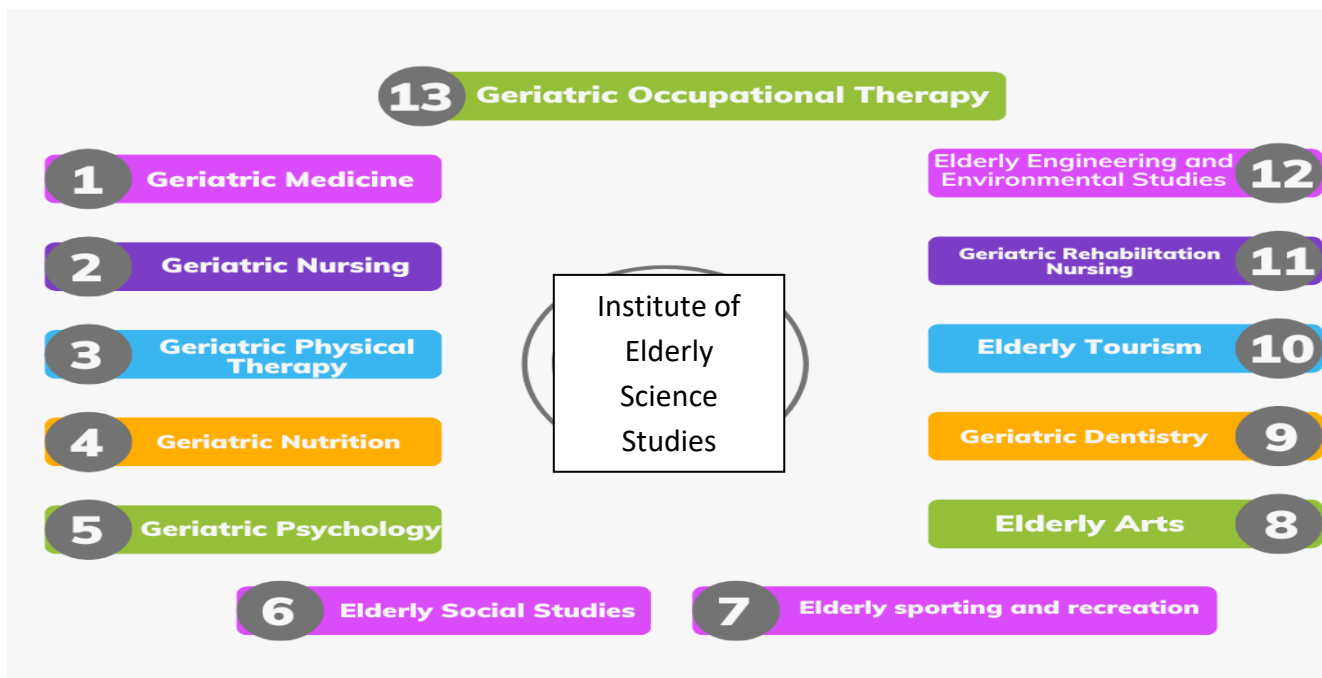 13 Geriatric Occupational Therapy
1 Geriatric Medicine
2 Geriatric Nursing
3 Geriatric Physical
Therapy
4 Geriatric Nutrition
5 Geriatric Psychology
6 Elderly Social Studies
7 Elderly sporting and recreation
Elderly Arts 8
Geriatric Dentistry 9
Elderly Tourism 10
Geriatric Rehabilitation
Nursing 11
Elderly Engineering and
Environmental Studies 12
Institute of
Elderly
Science
Studies